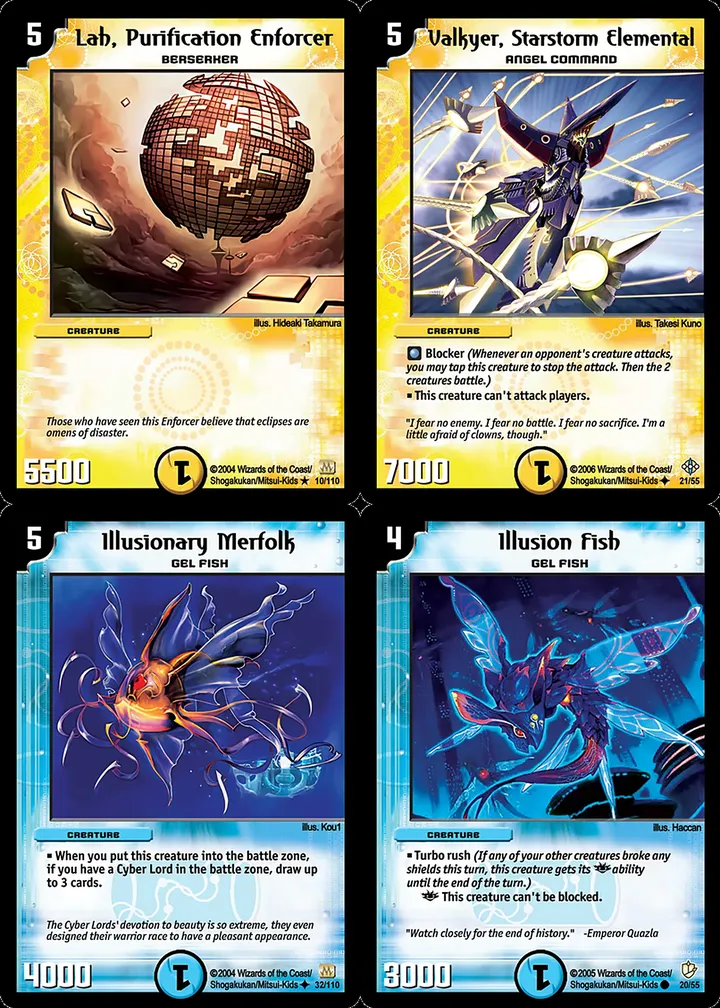 5 Lah, Purification Enforcer
BERSERKER
illus. Hideaki Takamura
CREATURE
Those who have seen this Enforcer believe that eclipses are
omens of disaster.
5500
1
©2004 Wizards of the Coast/
Shogakukan/Mitsui-Kids ★ 10/110
5 Valkyer, Starstorm Elemental
ANGEL COMMAND
illus. Takesi Kuno
CREATURE
Blocker (Whenever an opponent's creature attacks,
you may tap this creature to stop the attack. Then the 2
creatures battle.)
▪ This creature can't attack players.
"I fear no enemy. I fear no battle. I fear no sacrifice. I'm a
little afraid of clowns, though."
7000
1
©2006 Wizards of the Coast/
Shogakukan/Mitsui-Kids ✦ 21/55
5 Illusionary Merfolk
GEL FISH
illus. Kou1
CREATURE
▪ When you put this creature into the battle zone,
if you have a Cyber Lord in the battle zone, draw up
to 3 cards.
The Cyber Lords' devotion to beauty is so extreme, they even
designed their warrior race to have a pleasant appearance.
4000
1
©2004 Wizards of the Coast/
Shogakukan/Mitsui-Kids ✦ 32/110
4 Illusion Fish
GEL FISH
illus. Haccan
CREATURE
▪ Turbo rush (If any of your other creatures broke any
shields this turn, this creature gets its ability
until the end of the turn.)
This creature can't be blocked.
"Watch closely for the end of history." -Emperor Quazla
3000
1
©2005 Wizards of the Coast/
Shogakukan/Mitsui-Kids ● 20/55